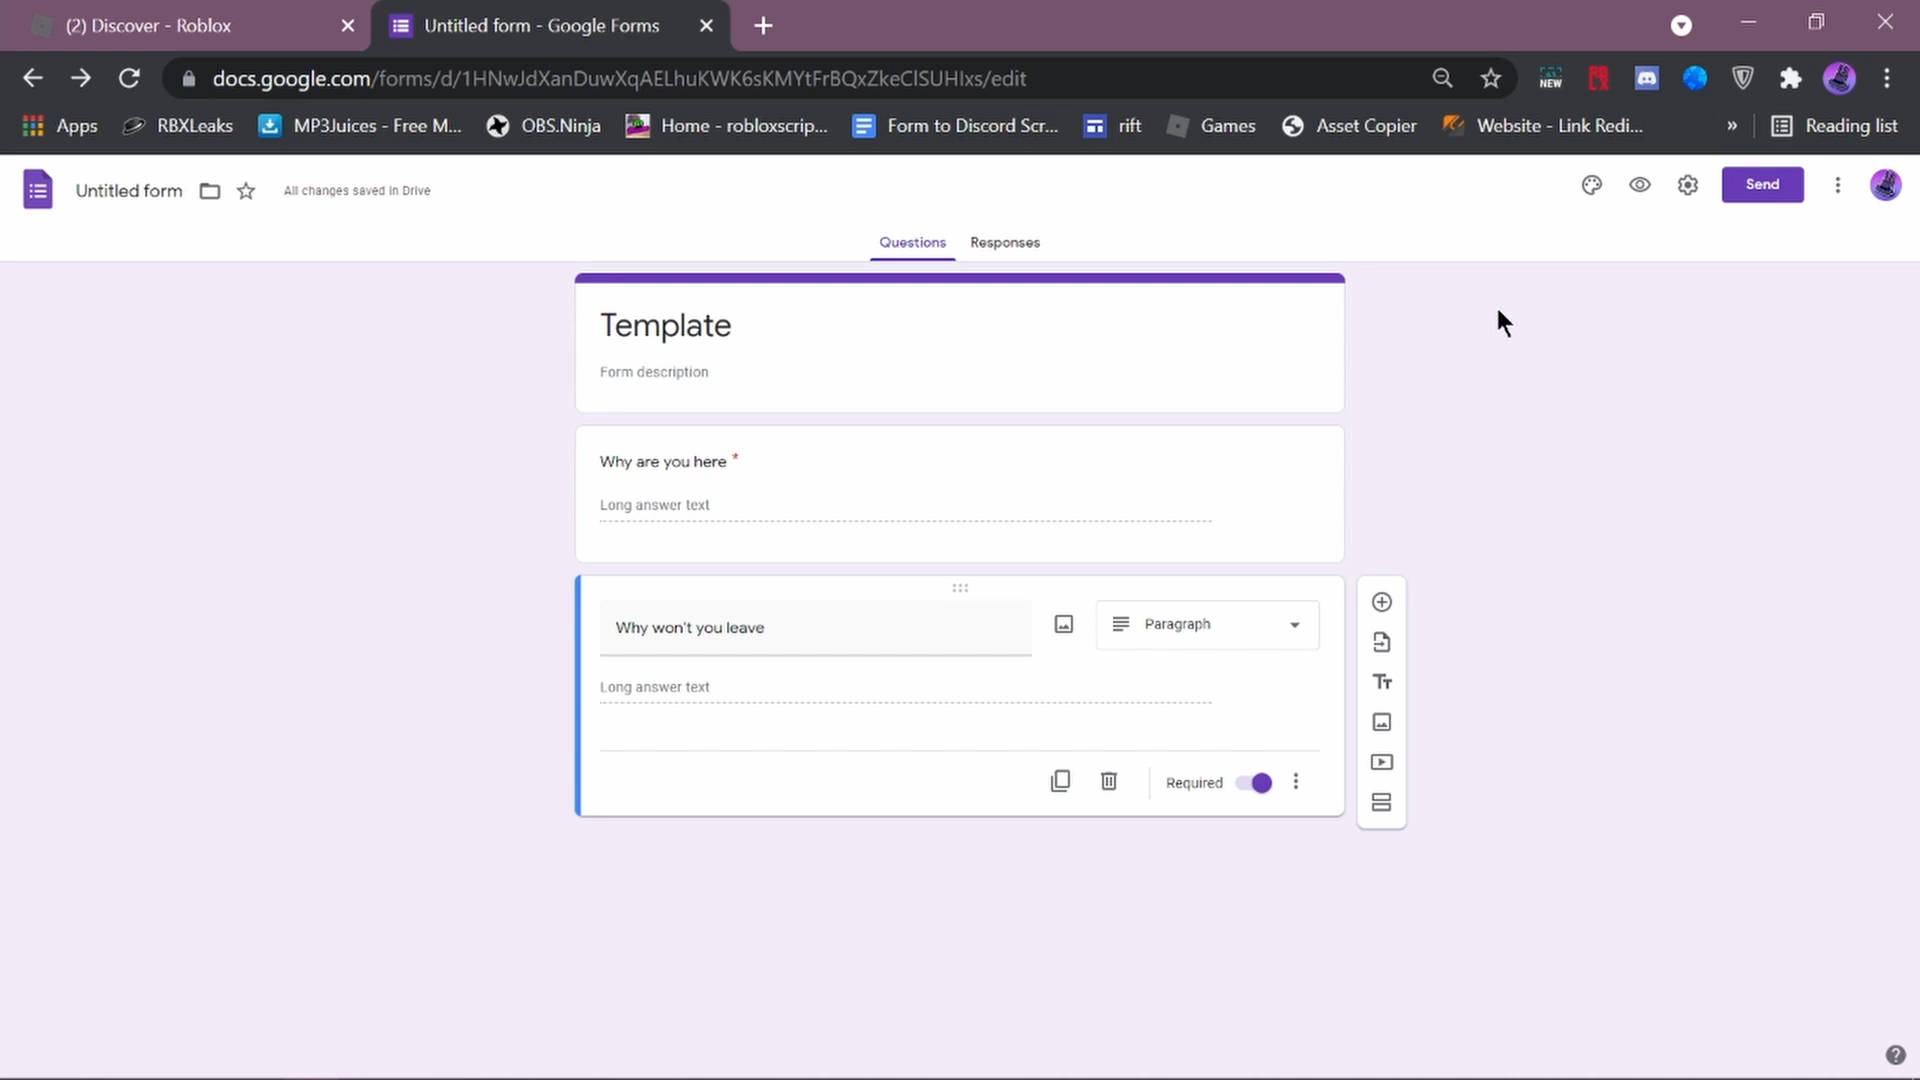 (2) Discover - Roblox
Untitled form - Google Forms
docs.google.com/forms/d/1HNwJdXanDuwXqAELhuKWK6sKMYtFrBQxZkeClSUHIxs/edit
NEW
Apps
RBXLeaks
MP3Juices - Free M...
OBS.Ninja
Home - robloxscrip...
Form to Discord Scr...
rift
Games
Asset Copier
Website - Link Redi...
»
Reading list
Untitled form
All changes saved in Drive
Send
Questions
Responses
Template
Form description
Why are you here *
Long answer text
Why won't you leave
Paragraph
Long answer text
Required